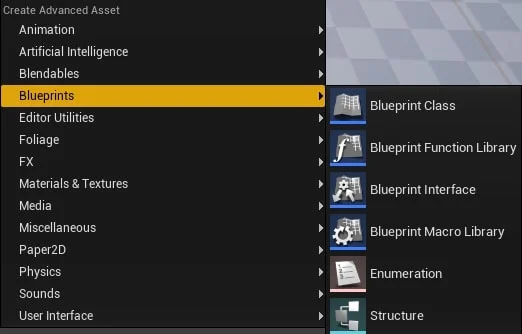 Create Advanced Asset
Animation
Artificial Intelligence
Blendables
Blueprints
Editor Utilities
Foliage
FX
Materials & Textures
Media
Miscellaneous
Paper2D
Physics
Sounds
User Interface
Blueprint Class
Blueprint Function Library
Blueprint Interface
Blueprint Macro Library
Enumeration
Structure